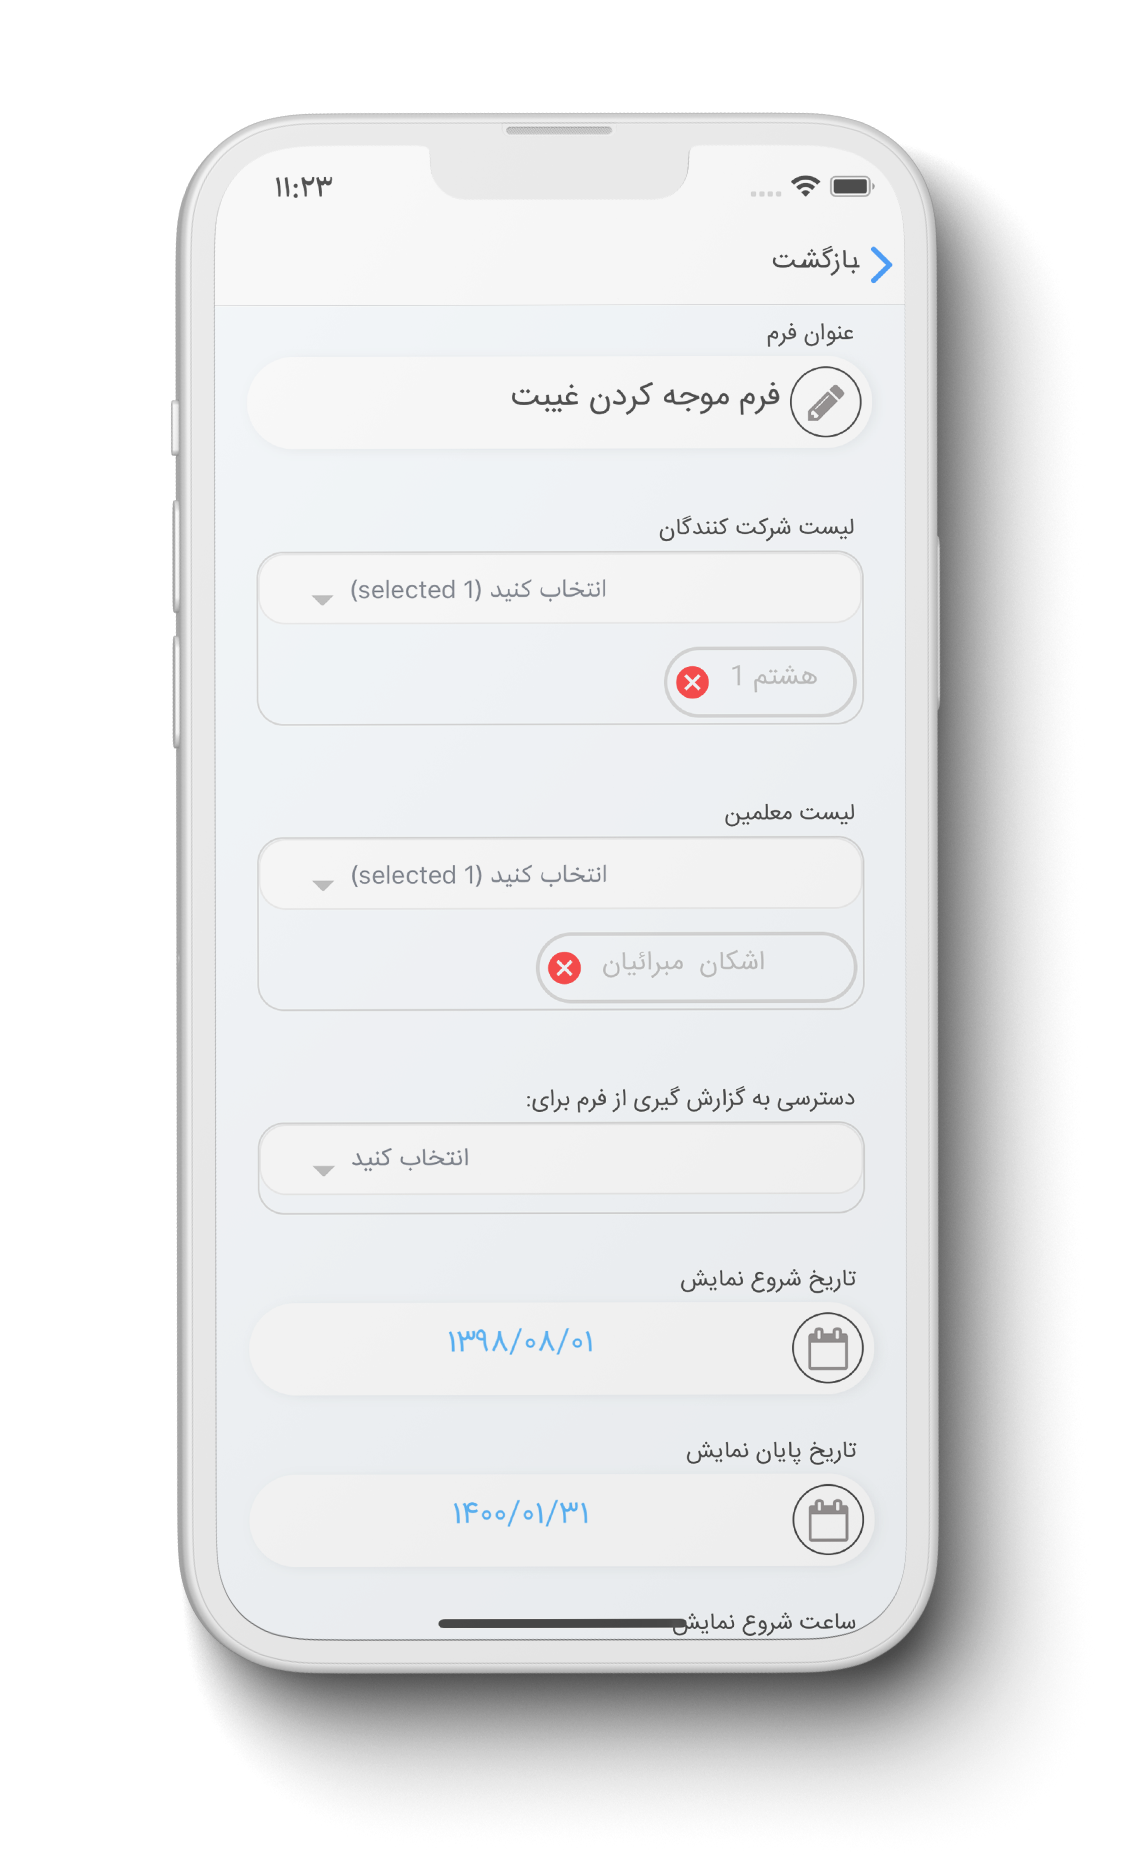 ۱۱:۲۳
بازگشت
عنوان فرم
فرم موجه کردن غیبت
لیست شرکت کنندگان
انتخاب کنید (1 selected)
هشتم 1
لیست معلمین
انتخاب کنید (1 selected)
اشکان مبرائیان
دسترسی به گزارش گیری از فرم برای:
انتخاب کنید
تاریخ شروع نمایش
۱۳۹۸/۰۸/۰۱
تاریخ پایان نمایش
۱۴۰۰/۰۱/۳۱
ساعت شروع نمایش